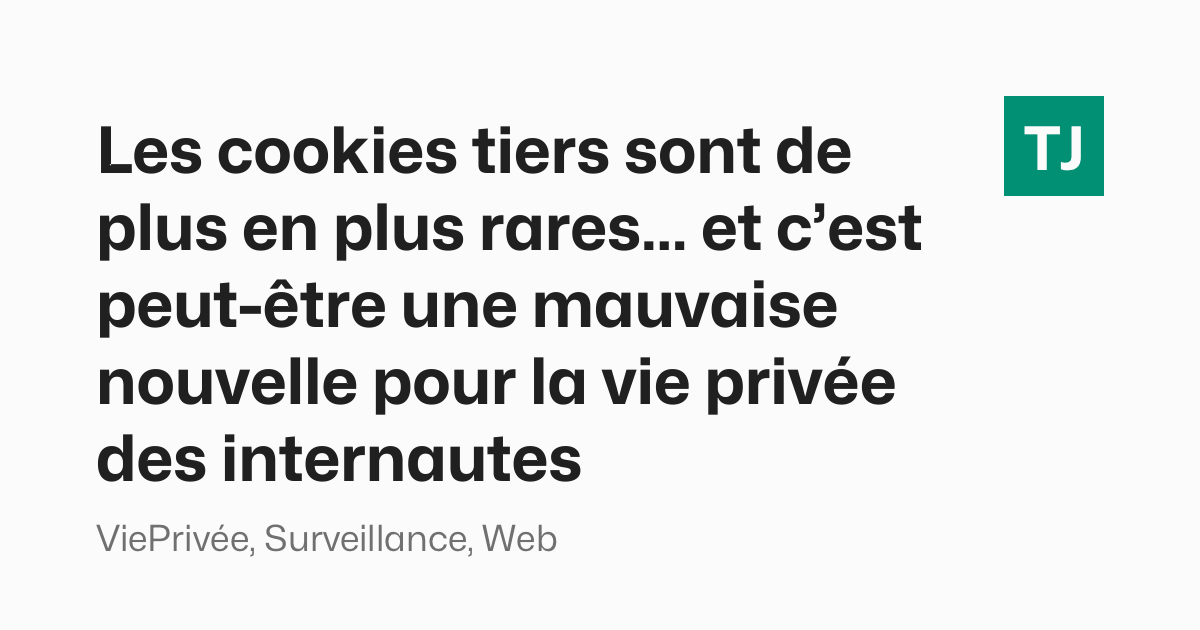 Les cookies tiers sont de
plus en plus rares… et c’est
peut-être une mauvaise
nouvelle pour la vie privée
des internautes
ViePrivée, Surveillance, Web
TJ